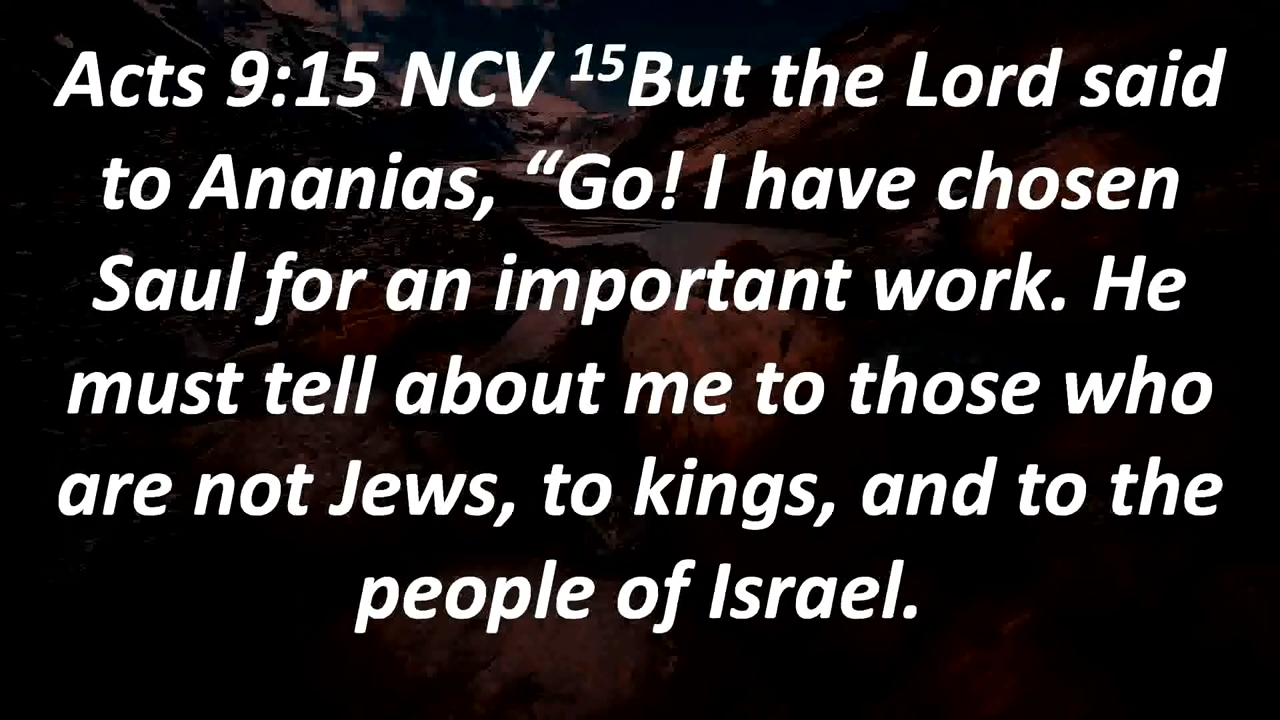 Acts 9:15 NCV 15But the Lord said
to Ananias, “Go! I have chosen
Saul for an important work. He
must tell about me to those who
are not Jews, to kings, and to the
people of Israel.